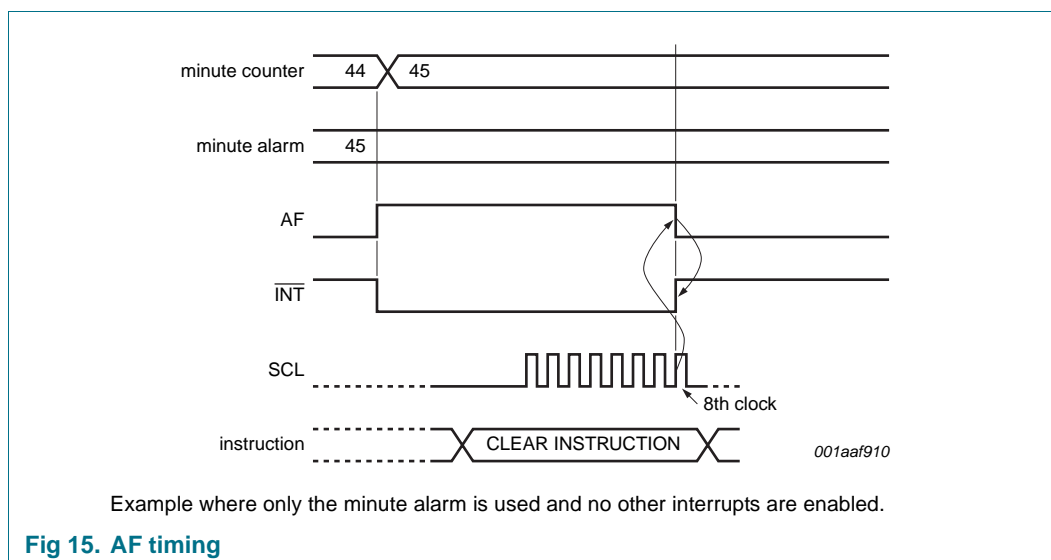 minute counter 44 45
minute alarm 45
AF
INT
SCL
8th clock
instruction CLEAR INSTRUCTION 001aaf910
Example where only the minute alarm is used and no other interrupts are enabled.
Fig 15. AF timing